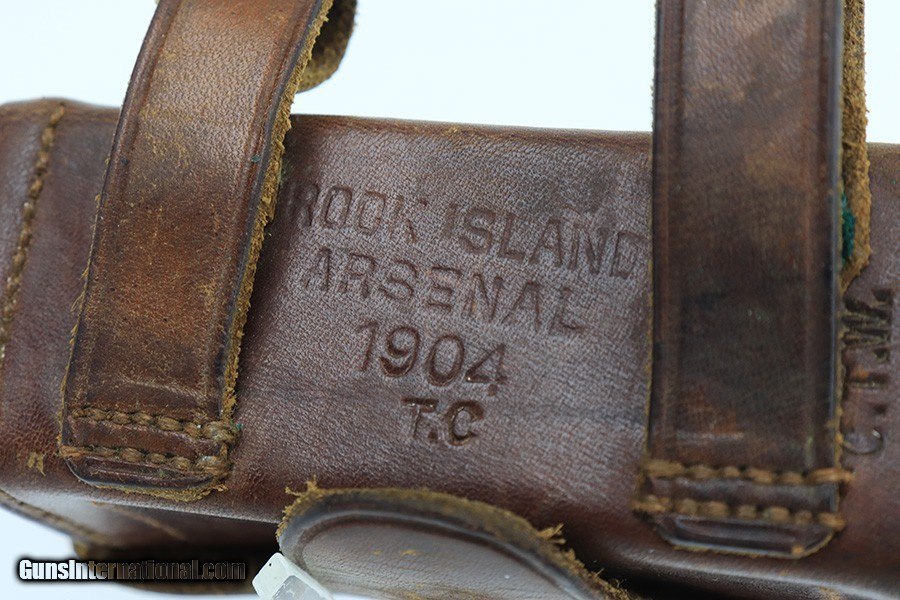 ROCK ISLAND
ARSENAL
1904
T.C
C.T.W.
GunsInternational.com